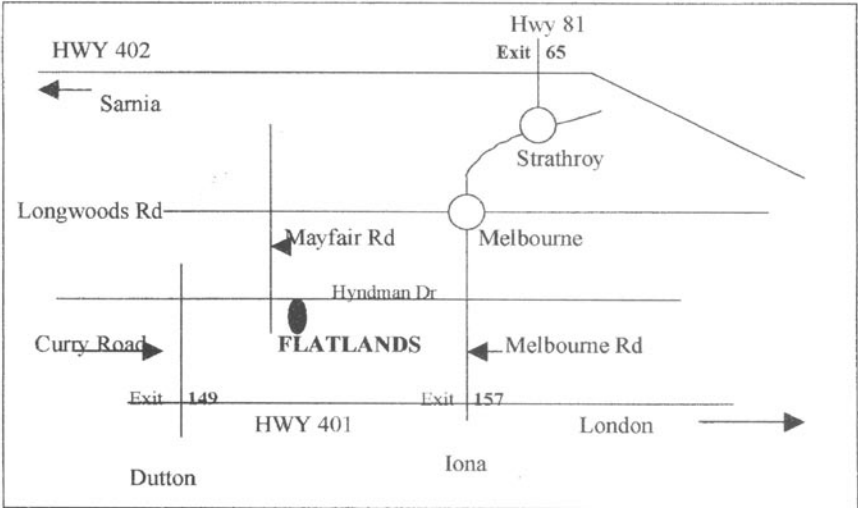 Hwy 81
HWY 402
Exit 65
Sarnia
Strathroy
Longwoods Rd
Mayfair Rd
Melbourne
Hyndman Dr
Curry Road
FLATLANDS
Melbourne Rd
Exit 149
Exit 157
HWY 401
London
Dutton
Iona